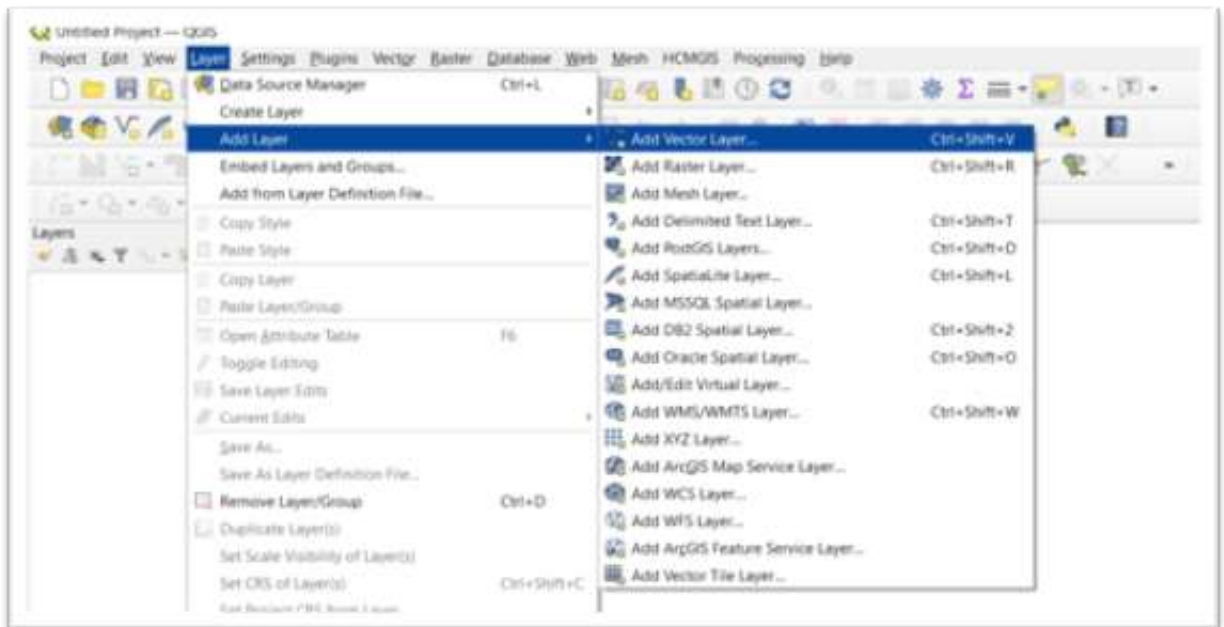 Untitled Project — QGIS
Project Edit View Layer Settings Plugins Vector Raster Database Web Mesh HCMGIS Processing Help
Data Source Manager Ctrl+L
Create Layer
Add Layer
Embed Layers and Groups...
Add from Layer Definition File...
Copy Style
Paste Style
Copy Layer
Paste Layer/Group
Open Attribute Table F6
Toggle Editing
Save Layer Edits
Current Edits
Save As...
Save As Layer Definition File...
Remove Layer/Group Ctrl+D
Duplicate Layer(s)
Set Scale Visibility of Layer(s)
Set CRS of Layer(s) Ctrl+Shift+C
Set Project CRS from Layer
Add Vector Layer... Ctrl+Shift+V
Add Raster Layer... Ctrl+Shift+R
Add Mesh Layer...
Add Delimited Text Layer... Ctrl+Shift+T
Add PostGIS Layers... Ctrl+Shift+D
Add SpatiaLite Layer... Ctrl+Shift+L
Add MSSQL Spatial Layer...
Add DB2 Spatial Layer... Ctrl+Shift+2
Add Oracle Spatial Layer... Ctrl+Shift+O
Add/Edit Virtual Layer...
Add WMS/WMTS Layer... Ctrl+Shift+W
Add XYZ Layer...
Add ArcGIS Map Service Layer...
Add WCS Layer...
Add WFS Layer...
Add ArcGIS Feature Service Layer...
Add Vector Tile Layer...
Layers